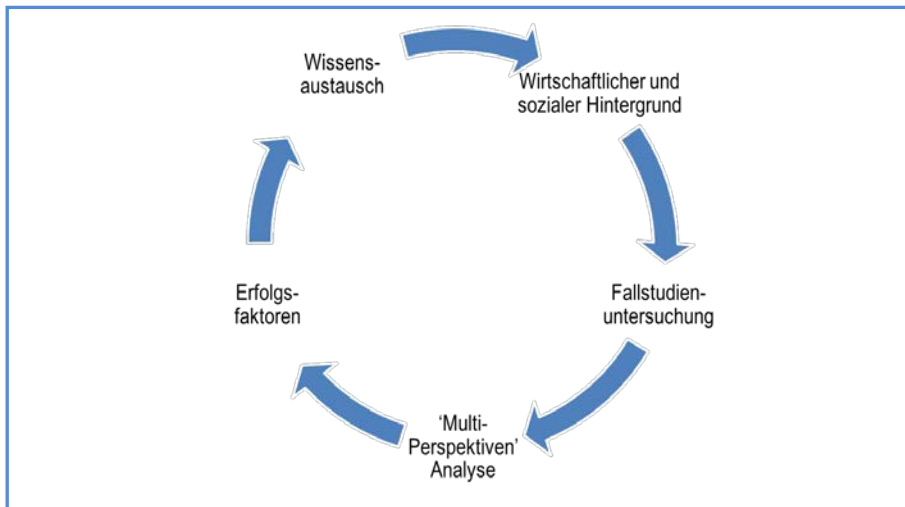 Wissens-
austausch
Wirtschaftlicher und
sozialer Hintergrund
Fallstudien-
untersuchung
‘Multi-
Perspektiven’
Analyse
Erfolgs-
faktoren